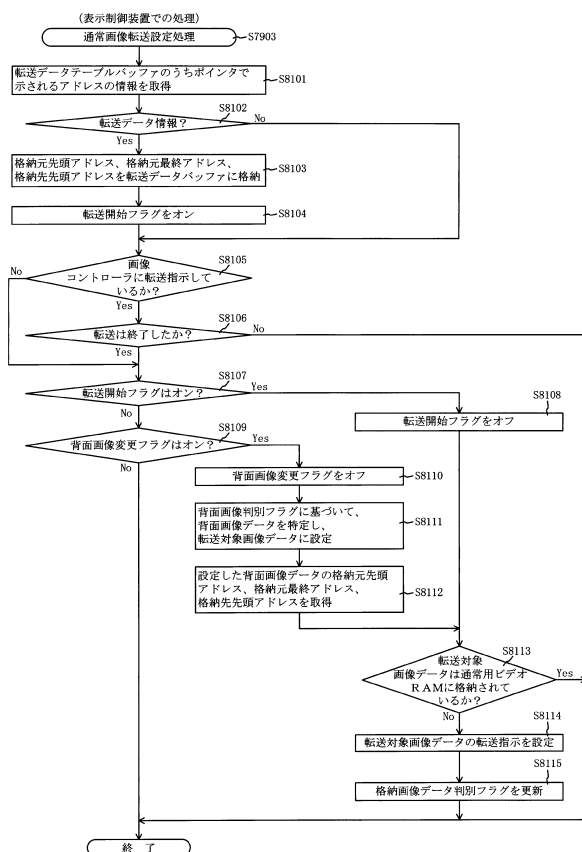 (表示制御装置での処理)
通常画像転送設定処理
S7903
転送データテーブルバッファのうちポインタで
示されるアドレスの情報を取得
S8101
転送データ情報?
S8102
No
Yes
格納元先頭アドレス、格納元最終アドレス、
格納先先頭アドレスを転送データバッファに格納
S8103
転送開始フラグをオン
S8104
画像
コントローラに転送指示して
いるか?
S8105
No
Yes
転送は終了したか?
S8106
No
Yes
転送開始フラグはオン?
S8107
Yes
No
転送開始フラグをオフ
S8108
背面画像変更フラグはオン?
S8109
Yes
No
背面画像変更フラグをオフ
S8110
背面画像判別フラグに基づいて、
背面画像データを特定し、
転送対象画像データに設定
S8111
設定した背面画像データの格納元先頭
アドレス、格納元最終アドレス、
格納先先頭アドレスを取得
S8112
転送対象
画像データは通常用ビデオ
RAMに格納されて
いるか?
S8113
Yes
No
転送対象画像データの転送指示を設定
S8114
格納画像データ判別フラグを更新
S8115
終 了